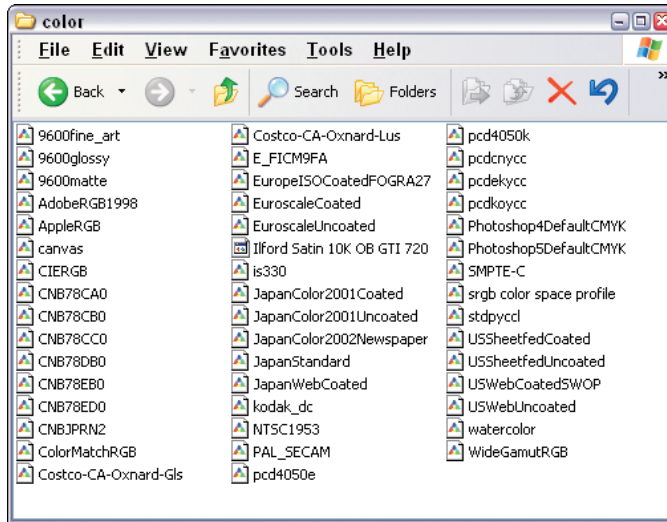 color
File Edit View Favorites Tools Help
Back Search Folders »
9600fine_art
9600glossy
9600matte
AdobeRGB1998
AppleRGB
canvas
CIERGB
CNB78CA0
CNB78CB0
CNB78CC0
CNB78DB0
CNB78EB0
CNB78ED0
CNBJPRN2
ColorMatchRGB
Costco-CA-Oxnard-Gls
Costco-CA-Oxnard-Lus
E_FICM9FA
EuropeISOCoatedFOGRA27
EuroscaleCoated
EuroscaleUncoated
Ilford Satin 10K OB GTI 720
is330
JapanColor2001Coated
JapanColor2001Uncoated
JapanColor2002Newspaper
JapanStandard
JapanWebCoated
kodak_dc
NTSC1953
PAL_SECAM
pcd4050e
pcd4050k
pcdcnycc
pcdekycc
pcdkoycc
Photoshop4DefaultCMYK
Photoshop5DefaultCMYK
SMPTE-C
srgb color space profile
stdpyccl
USSheetfedCoated
USSheetfedUncoated
USWebCoatedSWOP
USWebUncoated
watercolor
WideGamutRGB